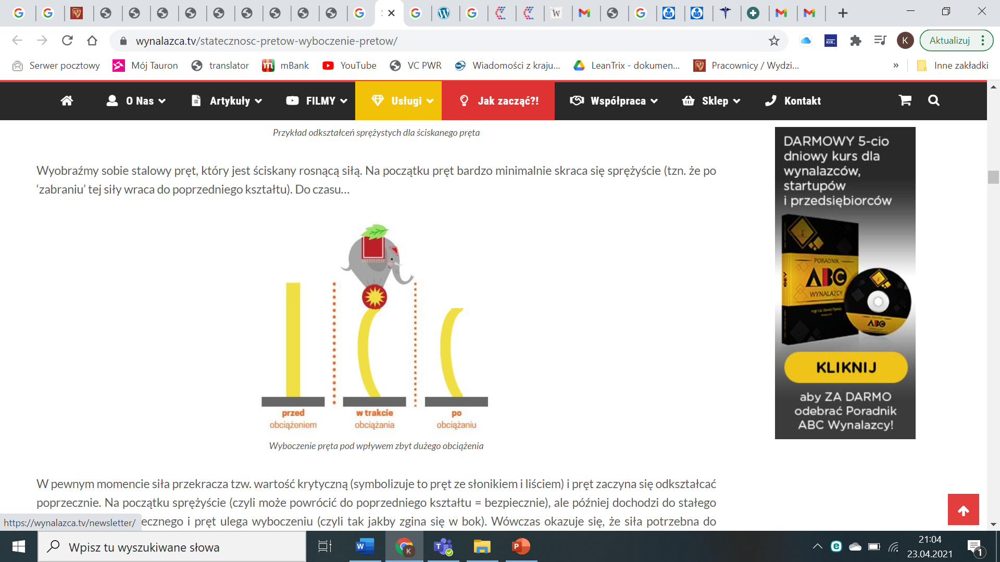 wynalazca.tv/statecznosc-pretow-wyboczenie-pretow/
KIR.
K
Aktualizuj
Serwer pocztowy
Mój Tauron
translator
mBank
YouTube
VC PWR
Wiadomości z kraju...
LeanTrix - dokumen...
Pracownicy / Wydzi...
»
Inne zakładki
O Nas
Artykuły
FILMY
Usługi
Jak zacząć?!
Współpraca
Sklep
Kontakt
Przykład odkształceń sprężystych dla ściskanego pręta
Wyobraźmy sobie stalowy pręt, który jest ściskany rosnącą siłą. Na początku pręt bardzo minimalnie skraca się sprężyście (tzn. że po
‘zabraniu’ tej siły wraca do poprzedniego kształtu). Do czasu…
przed
obciążeniem
w trakcie
obciążania
po
obciążaniu
Wyboczenie pręta pod wpływem zbyt dużego obciążenia
W pewnym momencie siła przekracza tzw. wartość krytyczną (symbolizuje to pręt ze słonikiem i liściem) i pręt zaczyna się odkształcać
poprzecznie. Na początku sprężyście (czyli może powrócić do poprzedniego kształtu = bezpiecznie), ale później dochodzi do stałego
ecznego i pręt ulega wyboczeniu (czyli tak jakby zgina się w bok). Wówczas okazuje się, że siła potrzebna do
DARMOWY 5-cio
dniowy kurs dla
wynalazców,
startupów
i przedsiębiorców
PORADNIK
ABC
WYNALAZCY
ABC
KLIKNIJ
aby ZA DARMO
odebrać Poradnik
ABC Wynalazcy!
https://wynalazca.tv/newsletter/
Wpisz tu wyszukiwane słowa
21:04
23.04.2021
1